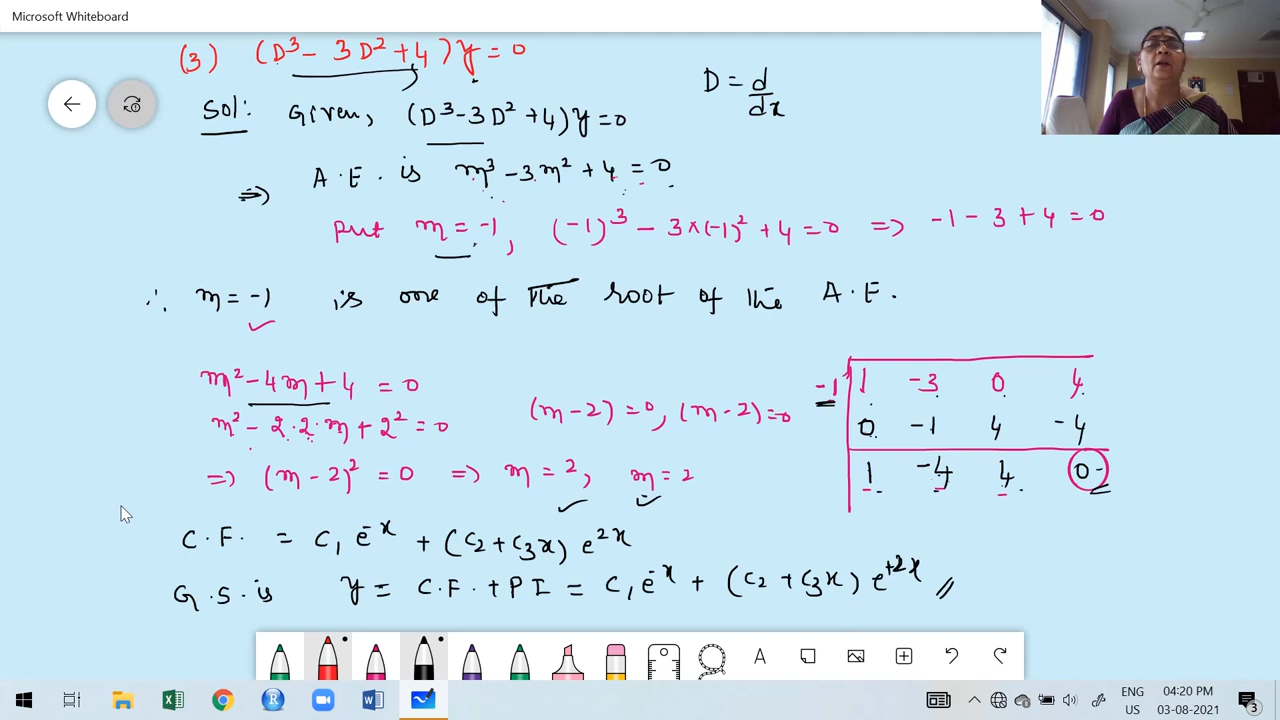 Microsoft Whiteboard
(3) (D³ - 3D² + 4) y = 0
D = d/dx
Sol: Given, (D³ - 3D² + 4) y = 0
A.E. is m³ - 3m² + 4 = 0
⇒
Put m = -1, (-1)³ - 3×(-1)² + 4 = 0 ⇒ -1 - 3 + 4 = 0
∴ m = -1 is one of the root of the A.E.
-1 1 -3 0 4
0 -1 4 -4
1 -4 4 0
m² - 4m + 4 = 0
m² - 2·2·m + 2² = 0 (m-2) = 0, (m-2) = 0
⇒ (m-2)² = 0 ⇒ m = 2, m = 2
C.F. = C₁ e⁻ˣ + (C₂ + C₃x) e²ˣ
G.S. is y = C.F. + PI = C₁ e⁻ˣ + (C₂ + C₃x) e⁺²ˣ //
A
ENG
US
04:20 PM
03-08-2021
3